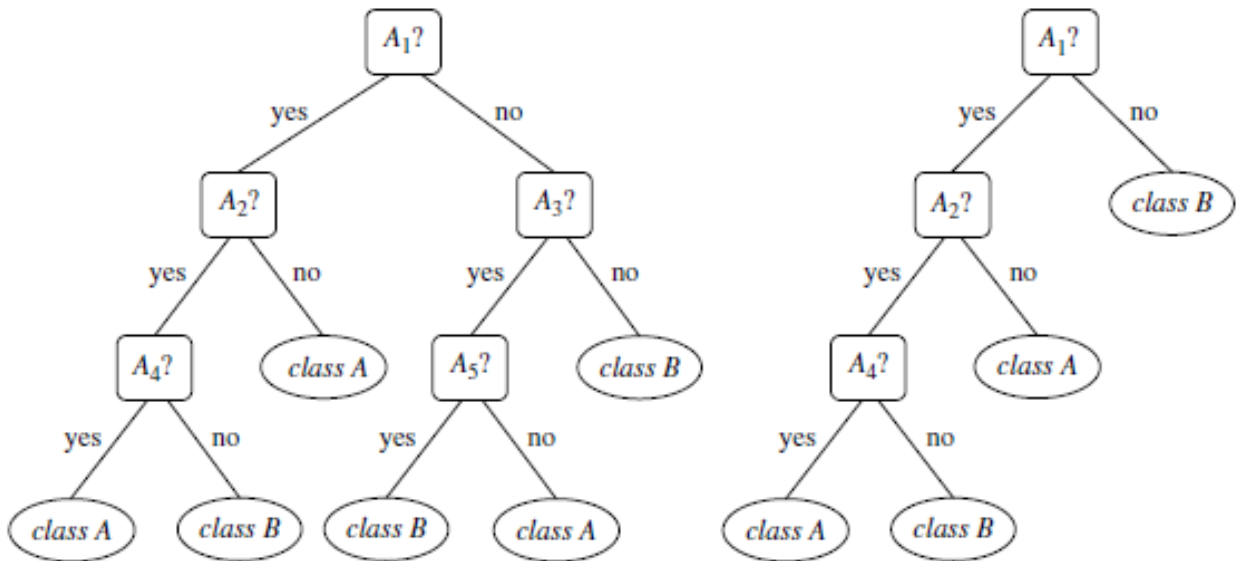 A₁? A₁?
yes no yes no
A₂? A₃? A₂? class B
yes no yes no yes no
A₄? class A A₅? class B A₄? class A
yes no yes no yes no
class A class B class B class A class A class B